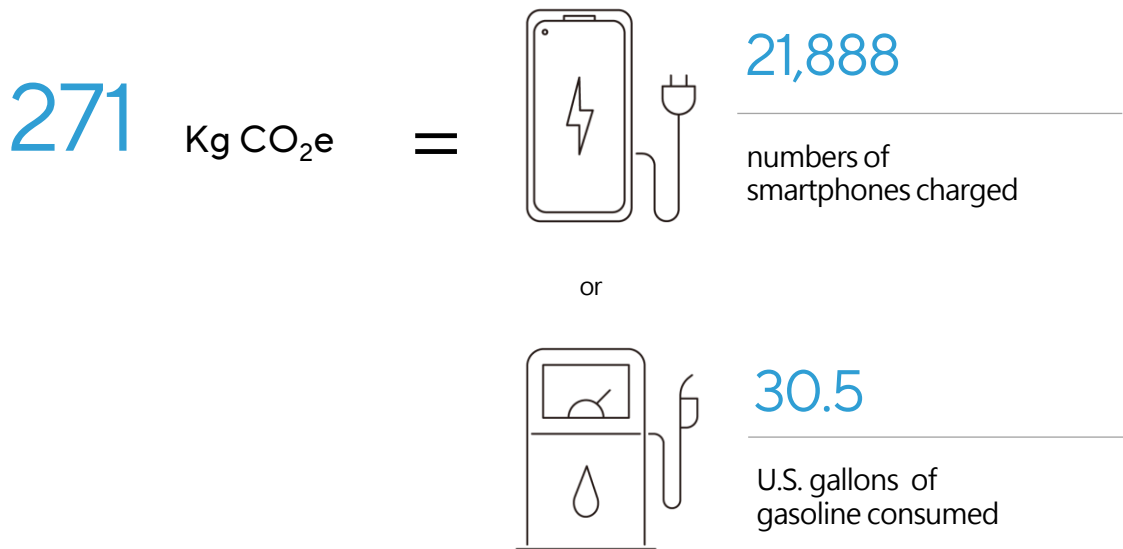 271 Kg CO₂e =
21,888
numbers of
smartphones charged
or
30.5
U.S. gallons of
gasoline consumed